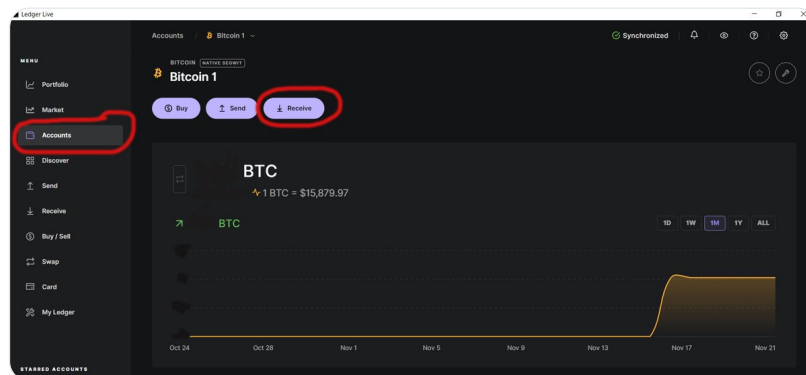 Ledger Live
Accounts / Bitcoin 1
Synchronized
MENU
BITCOIN NATIVE SEGWIT
Bitcoin 1
Portfolio
Buy Send Receive
Market
Accounts
Discover
BTC
Send
1 BTC = $15,879.97
Receive
BTC
1D 1W 1M 1Y ALL
Buy / Sell
Swap
Card
My Ledger
Oct 24 Oct 28 Nov 1 Nov 5 Nov 9 Nov 13 Nov 17 Nov 21
STARRED ACCOUNTS